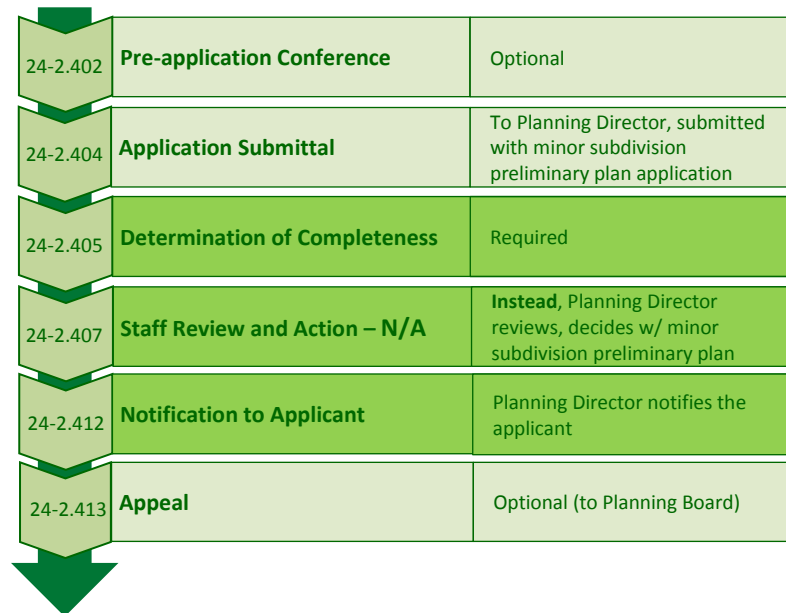 24-2.402
Pre-application Conference
Optional
24-2.404
Application Submittal
To Planning Director, submitted
with minor subdivision
preliminary plan application
24-2.405
Determination of Completeness
Required
24-2.407
Staff Review and Action – N/A
Instead, Planning Director
reviews, decides w/ minor
subdivision preliminary plan
24-2.412
Notification to Applicant
Planning Director notifies the
applicant
24-2.413
Appeal
Optional (to Planning Board)